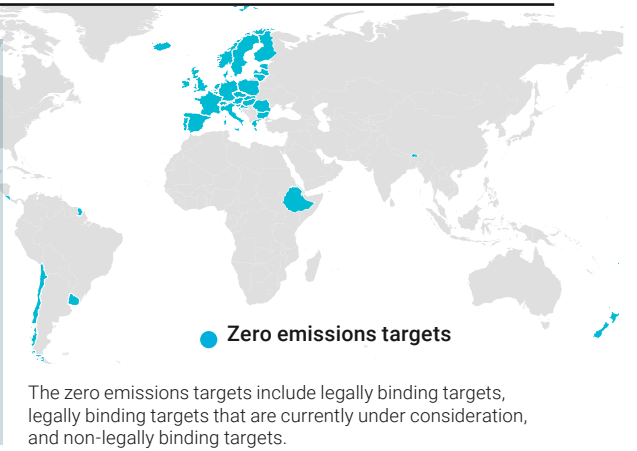 Zero emissions targets
The zero emissions targets include legally binding targets,
legally binding targets that are currently under consideration,
and non-legally binding targets.